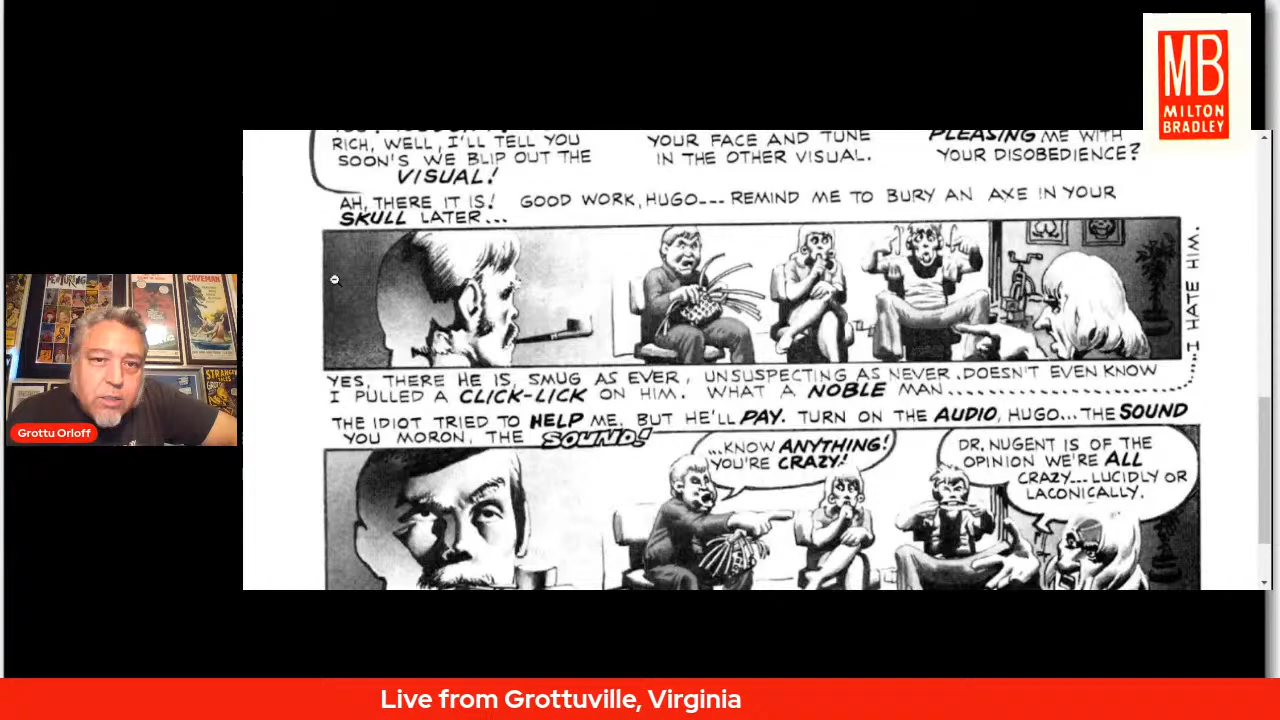 MB
MILTON
BRADLEY
RICH, WELL, I'LL TELL YOU
SOON'S WE BLIP OUT THE
VISUAL!
YOUR FACE AND TUNE
IN THE OTHER VISUAL.
PLEASING ME WITH
YOUR DISOBEDIENCE?
AH, THERE IT IS! GOOD WORK, HUGO--- REMIND ME TO BURY AN AXE IN YOUR
SKULL LATER...
YES, THERE HE IS, SMUG AS EVER, UNSUSPECTING AS NEVER. DOESN'T EVEN KNOW
I PULLED A CLICK-LICK ON HIM. WHAT A NOBLE MAN
...I HATE HIM.
THE IDIOT TRIED TO HELP ME. BUT HE'LL PAY. TURN ON THE AUDIO, HUGO... THE SOUND
YOU MORON, THE SOUND!
...KNOW ANYTHING!
YOU'RE CRAZY!
DR. NUGENT IS OF THE
OPINION WE'RE ALL
CRAZY... LUCIDLY OR
LACONICALLY.
FEATURING
CAVEMAN
STRANGE
TALES
Grottu Orloff
Live from Grottuville, Virginia